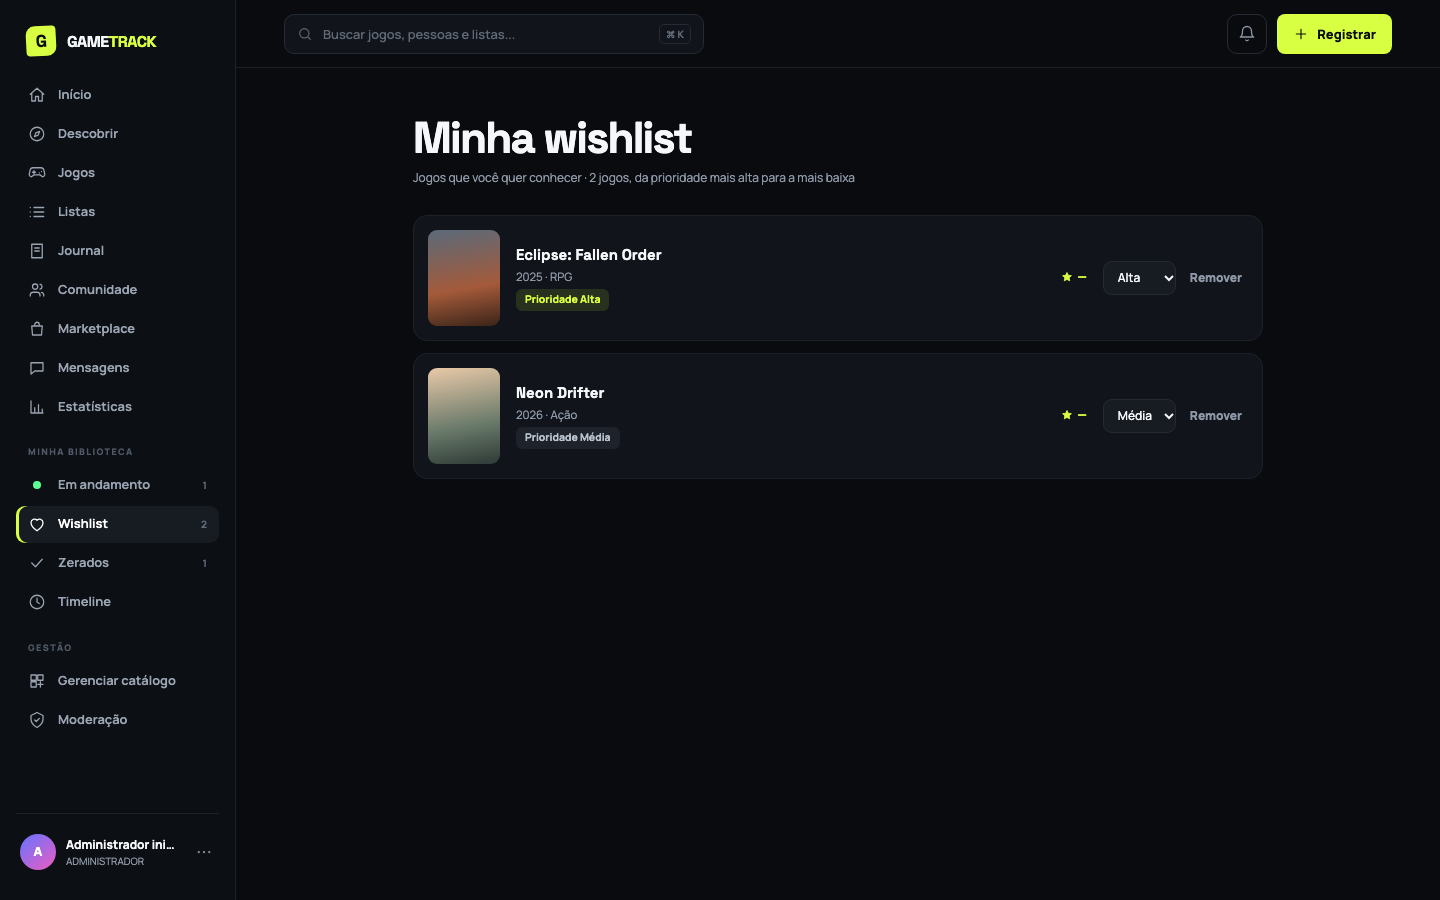 G GAMETRACK
Buscar jogos, pessoas e listas...
⌘ K
Registrar
Início
Descobrir
Jogos
Listas
Journal
Comunidade
Marketplace
Mensagens
Estatísticas
MINHA BIBLIOTECA
Em andamento 1
Wishlist 2
Zerados 1
Timeline
GESTÃO
Gerenciar catálogo
Moderação
A
Administrador ini...
ADMINISTRADOR
Minha wishlist
Jogos que você quer conhecer · 2 jogos, da prioridade mais alta para a mais baixa
Eclipse: Fallen Order
2025 · RPG
Prioridade Alta
★ –
Alta
Remover
Neon Drifter
2026 · Ação
Prioridade Média
★ –
Média
Remover